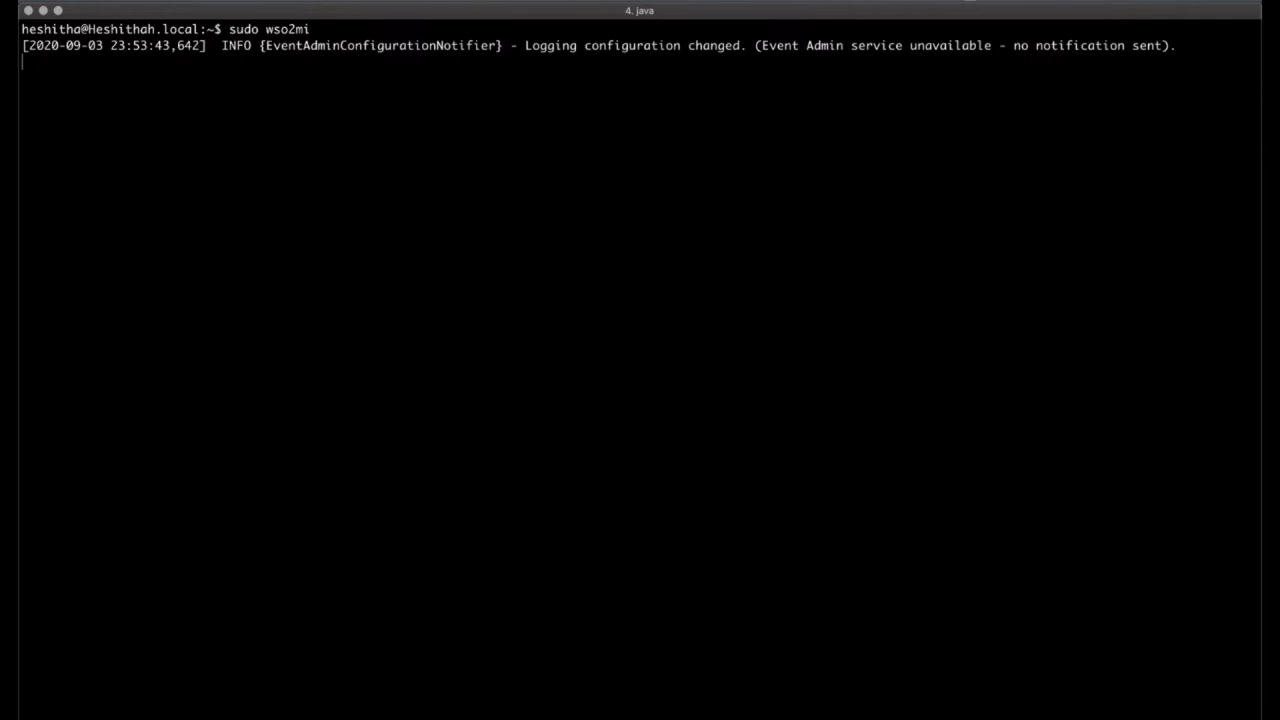 4. java
heshitha@Heshithah.local:~$ sudo wso2mi
[2020-09-03 23:53:43,642]  INFO {EventAdminConfigurationNotifier} - Logging configuration changed. (Event Admin service unavailable - no notification sent).